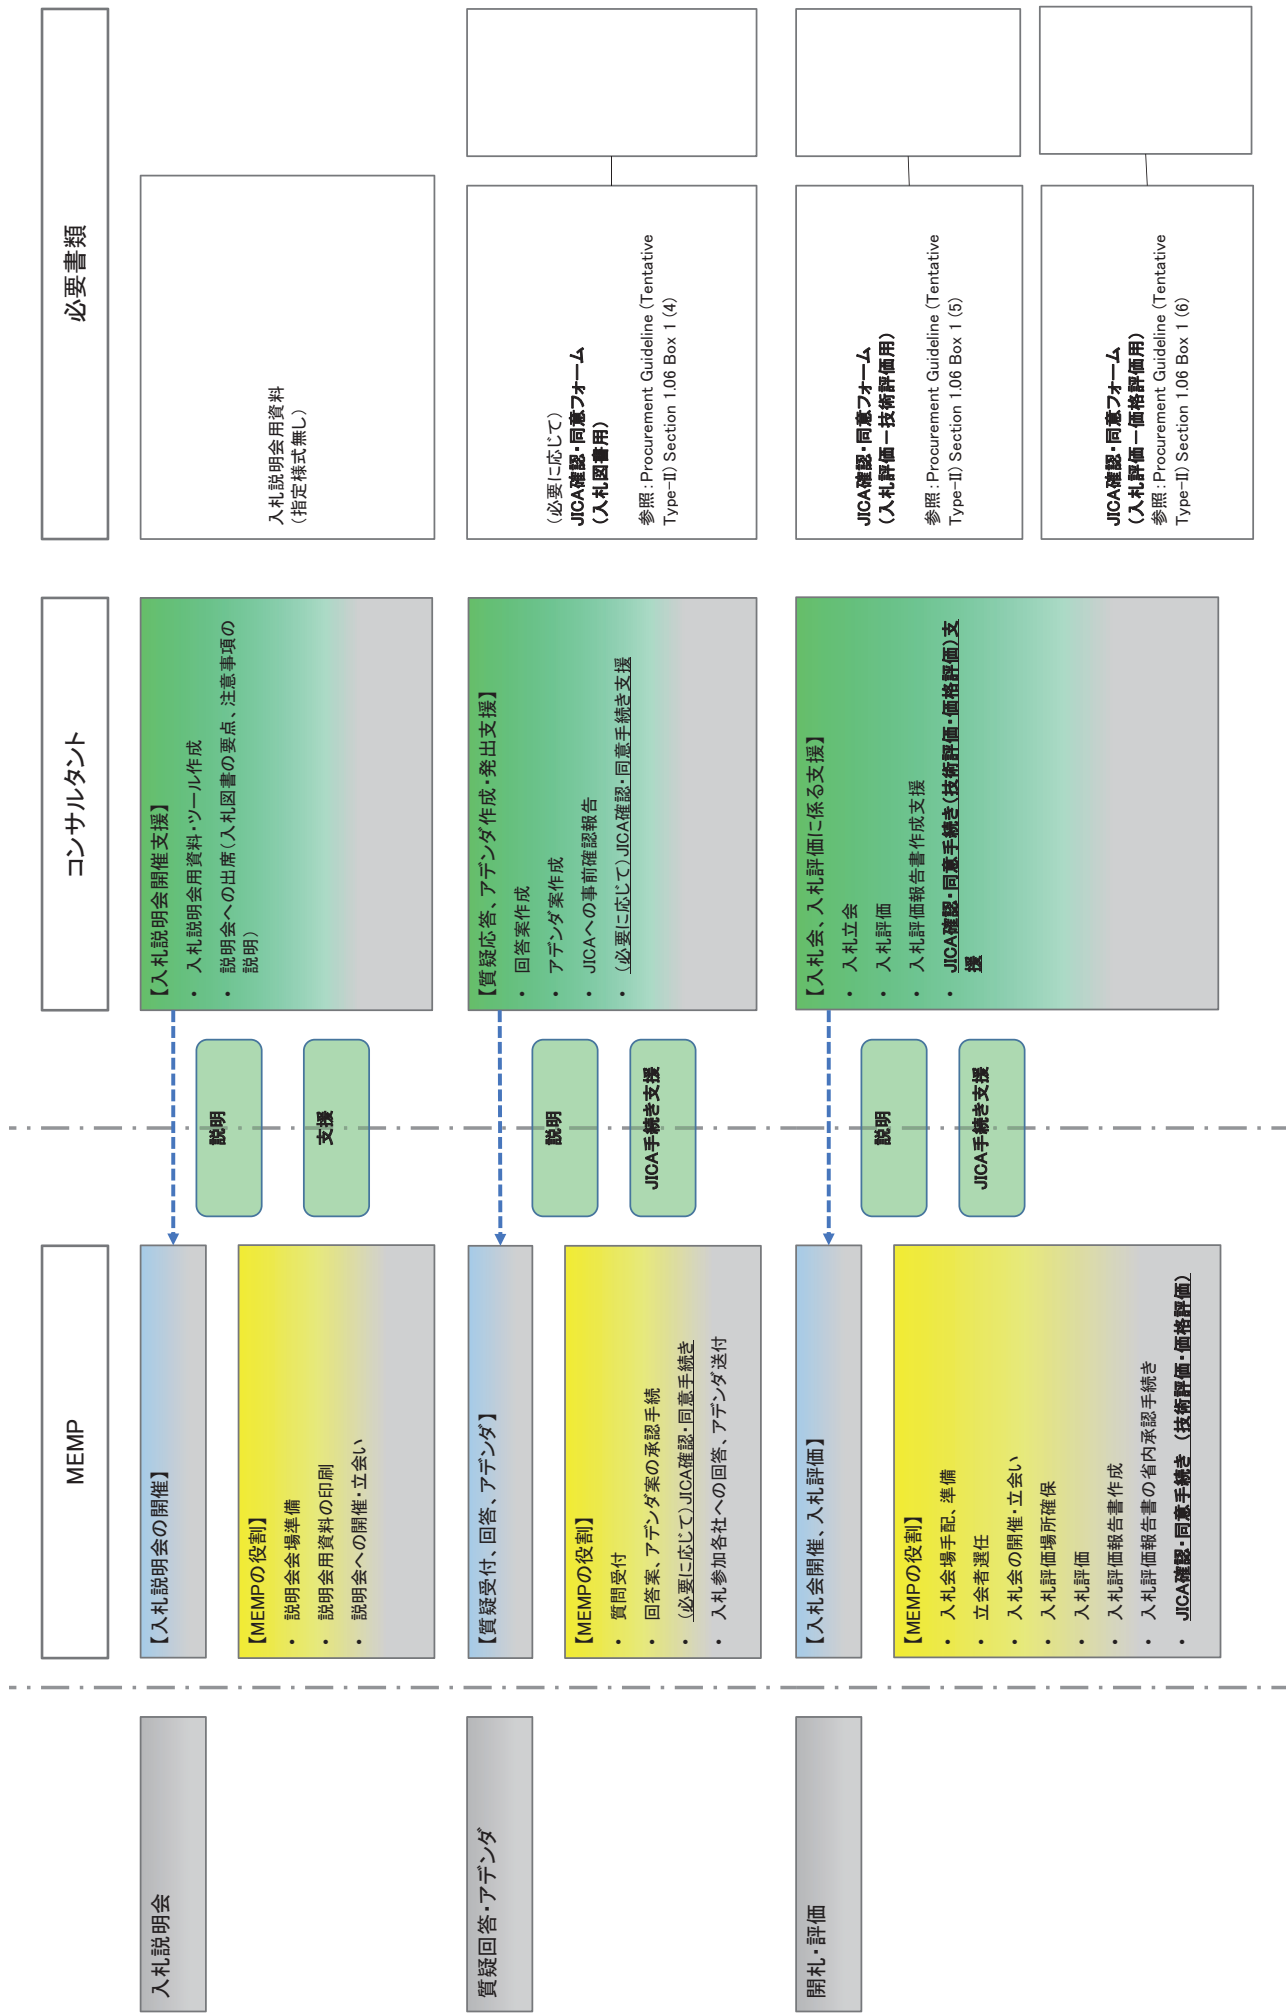 MEMP
コンサルタント
必要書類
入札説明会
【入札説明会の開催】
【MEMPの役割】
• 説明会会場準備
• 説明会用資料の印刷
• 説明会への開催・立会い
説明
支援
【入札説明会開催支援】
• 入札説明会用資料・ツール作成
• 説明会への出席（入札図書の要点、注意事項の
説明）
入札説明会用資料
（指定様式無し）
質疑回答・アデンダ
【質疑受付、回答、アデンダ】
【MEMPの役割】
• 質問受付
• 回答案、アデンダ案の承認手続
• （必要に応じて）JICA確認・同意手続き
• 入札参加各社への回答、アデンダ送付
説明
JICA手続き支援
【質疑応答、アデンダ作成・発出支援】
• 回答案作成
• アデンダ案作成
• JICAへの事前確認報告
• （必要に応じて）JICA確認・同意手続き支援
（必要に応じて）
JICA確認・同意フォーム
（入札図書用）
参照：Procurement Guideline (Tentative
Type-II) Section 1.06 Box 1 (4)
開札・評価
【入札会開催、入札評価】
【MEMPの役割】
• 入札会場手配、準備
• 立会者選任
• 入札会の開催・立会い
• 入札評価場所確保
• 入札評価
• 入札評価報告書作成
• 入札評価報告書の省内承認手続き
• JICA確認・同意手続き （技術評価・価格評価）
説明
JICA手続き支援
【入札会、入札評価に係る支援】
• 入札立会
• 入札評価
• 入札評価報告書作成支援
• JICA確認・同意手続き（技術評価・価格評価）支
援
JICA確認・同意フォーム
（入札評価－技術評価用）
参照：Procurement Guideline (Tentative
Type-II) Section 1.06 Box 1 (5)
JICA確認・同意フォーム
（入札評価－価格評価用）
参照：Procurement Guideline (Tentative
Type-II) Section 1.06 Box 1 (6)